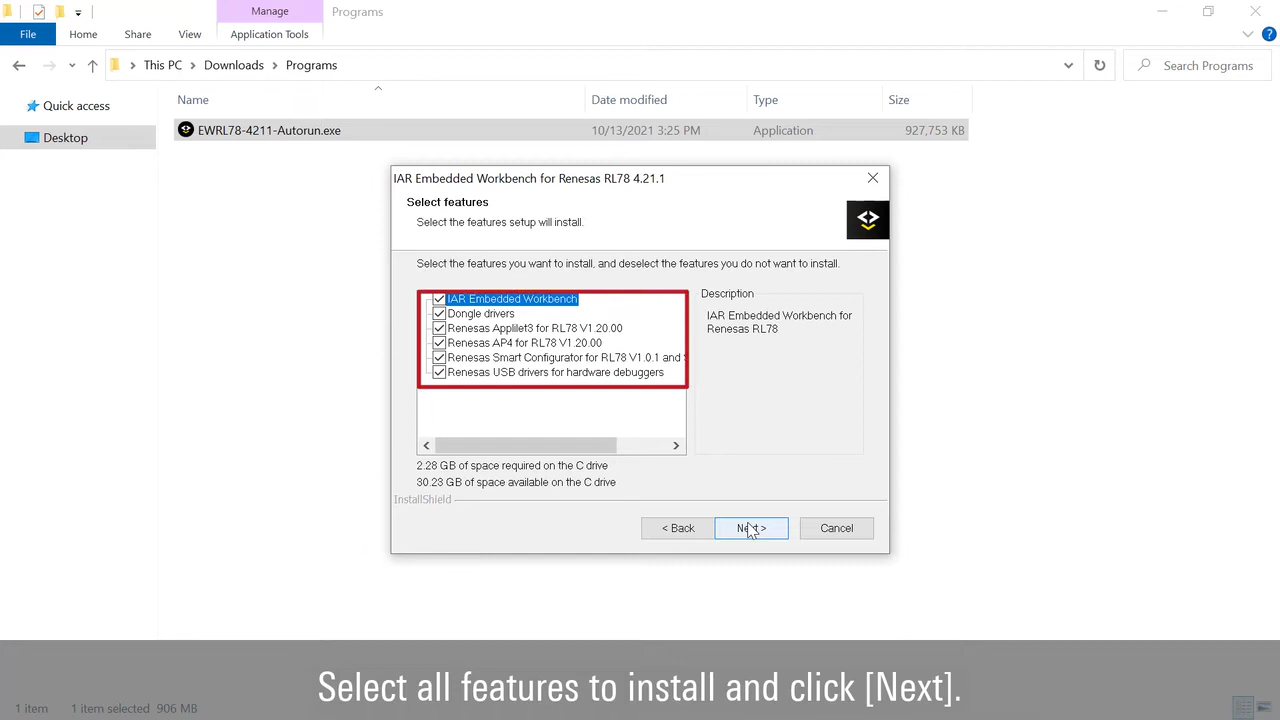 Manage
Programs
File
Home
Share
View
Application Tools
This PC
Downloads
Programs
Search Programs
Quick access
Desktop
Name
Date modified
Type
Size
EWRL78-4211-Autorun.exe
10/13/2021 3:25 PM
Application
927,753 KB
IAR Embedded Workbench for Renesas RL78 4.21.1
Select features
Select the features setup will install.
Select the features you want to install, and deselect the features you do not want to install.
IAR Embedded Workbench
Dongle drivers
Renesas Applilet3 for RL78 V1.20.00
Renesas AP4 for RL78 V1.20.00
Renesas Smart Configurator for RL78 V1.0.1 and
Renesas USB drivers for hardware debuggers
Description
IAR Embedded Workbench for
Renesas RL78
2.28 GB of space required on the C drive
30.23 GB of space available on the C drive
InstallShield
< Back
Next >
Cancel
Select all features to install and click [Next].
1 item
1 item selected 906 MB